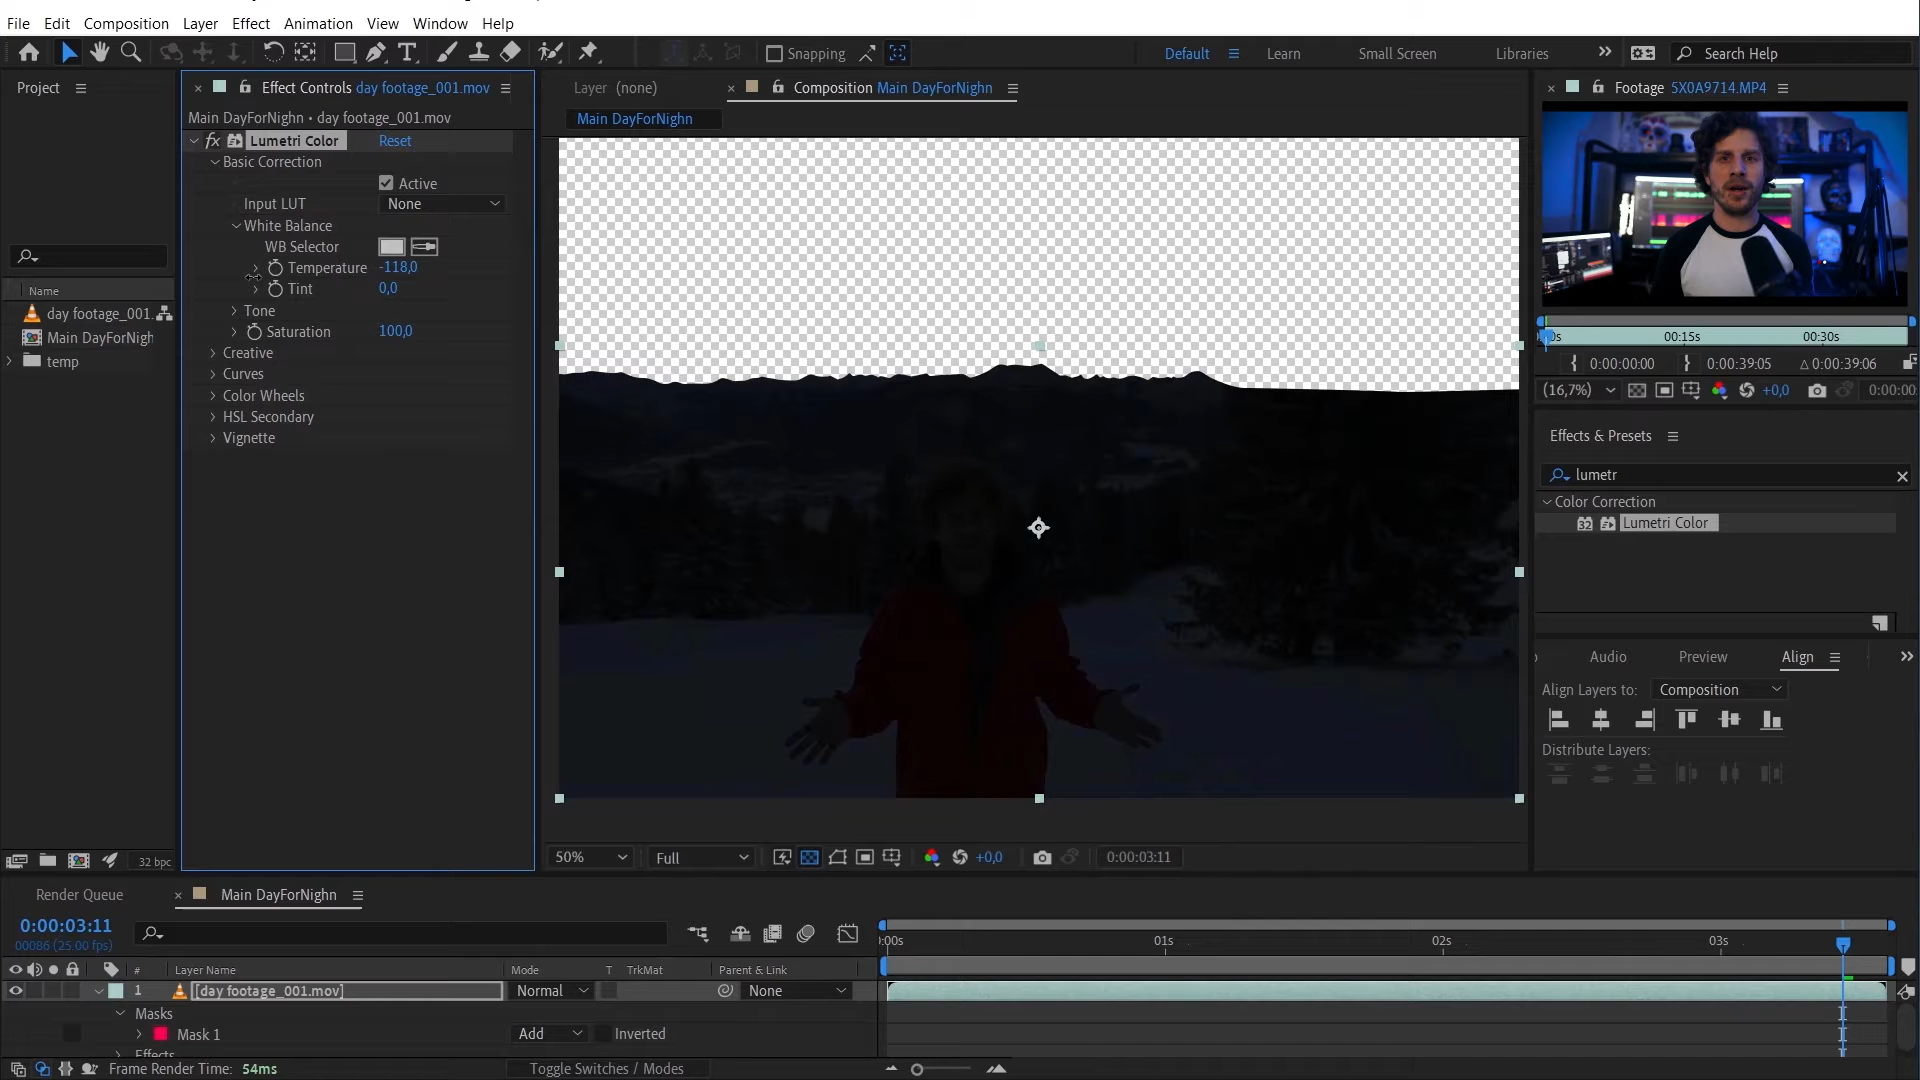 File Edit Composition Layer Effect Animation View Window Help
Snapping Default Learn Small Screen Libraries Search Help
Project
Effect Controls day footage_001.mov
Layer (none)
Composition Main DayForNighn
Footage 5X0A9714.MP4
Main DayForNighn • day footage_001.mov
Main DayForNighn
fx Lumetri Color Reset
Basic Correction
Active
Input LUT None
White Balance
WB Selector
Temperature -118,0
Tint 0,0
Tone
Saturation 100,0
Creative
Curves
Color Wheels
HSL Secondary
Vignette
Name
day footage_001.
Main DayForNigh
temp
32 bpc
50% Full +0,0 0:00:03:11
00:15s 00:30s
0:00:00:00 0:00:39:05 Δ 0:00:39:06
(16,7%) +0,0 0:00:00
Effects & Presets
lumetr
Color Correction
32 Lumetri Color
Audio Preview Align
Align Layers to: Composition
Distribute Layers:
Render Queue Main DayForNighn
0:00:03:11
00086 (25.00 fps)
:00s 01s 02s 03s
# Layer Name Mode T TrkMat Parent & Link
1 [day footage_001.mov] Normal None
Masks
Mask 1 Add Inverted
Effects
Frame Render Time: 54ms Toggle Switches / Modes